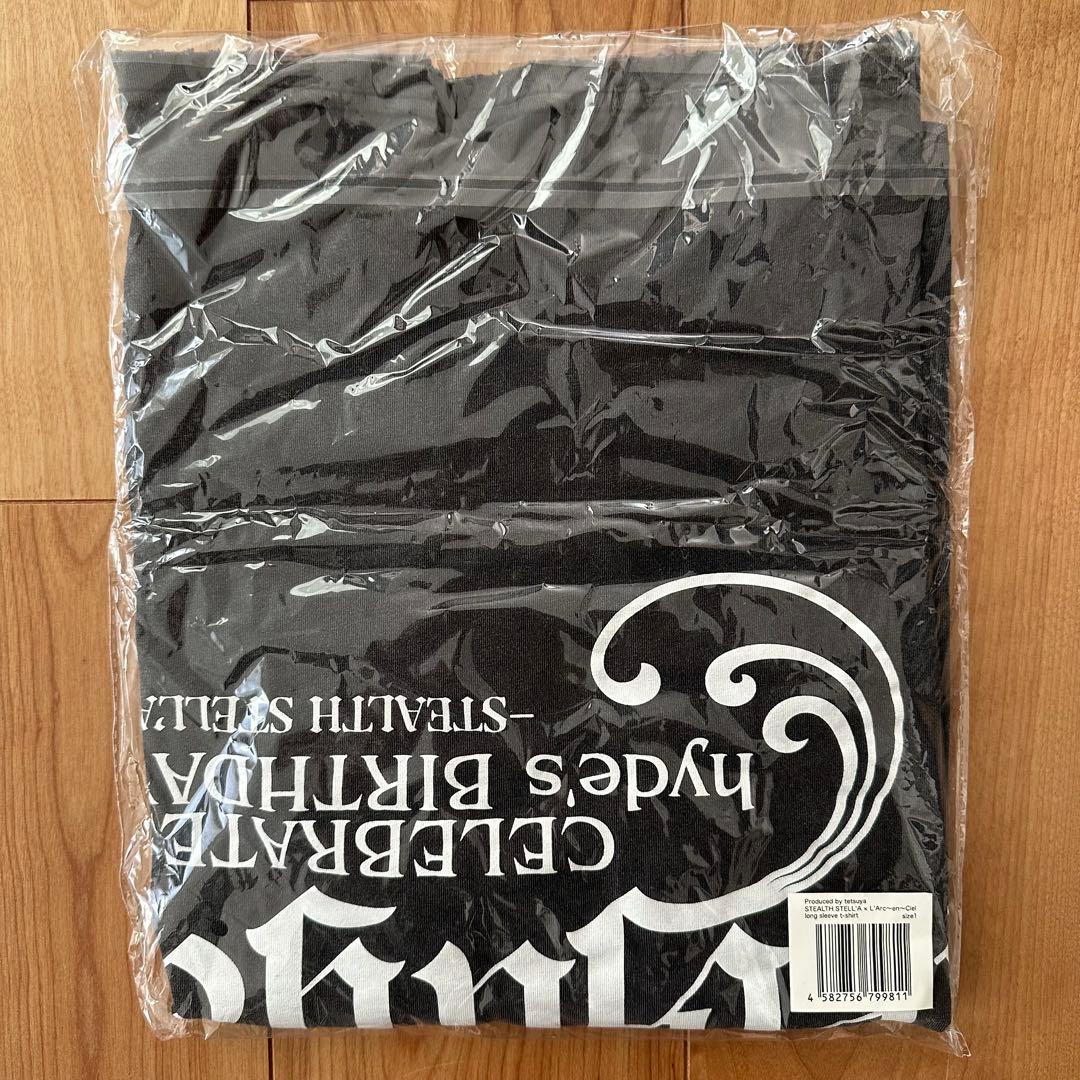 CELEBRATE
hyde's BIRTHDA
-STEALTH STELL'A
Produced by tetsuya
STEALTH STELL'A × L'Arc〜en〜Ciel
long sleeve t-shirt size1
4 582756 799811